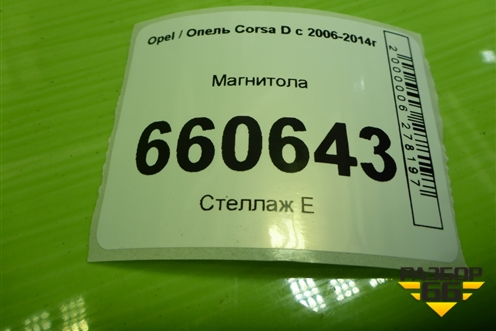 Opel / Опель Corsa D с 2006-2014г
Магнитола
660643
Стеллаж Е
2000006278197
РАЗБОР
66